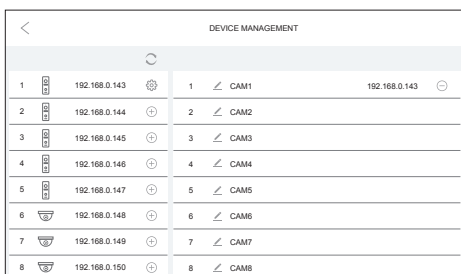 DEVICE MANAGEMENT
1 192.168.0.143 1 CAM1 192.168.0.143
2 192.168.0.144 2 CAM2
3 192.168.0.145 3 CAM3
4 192.168.0.146 4 CAM4
5 192.168.0.147 5 CAM5
6 192.168.0.148 6 CAM6
7 192.168.0.149 7 CAM7
8 192.168.0.150 8 CAM8